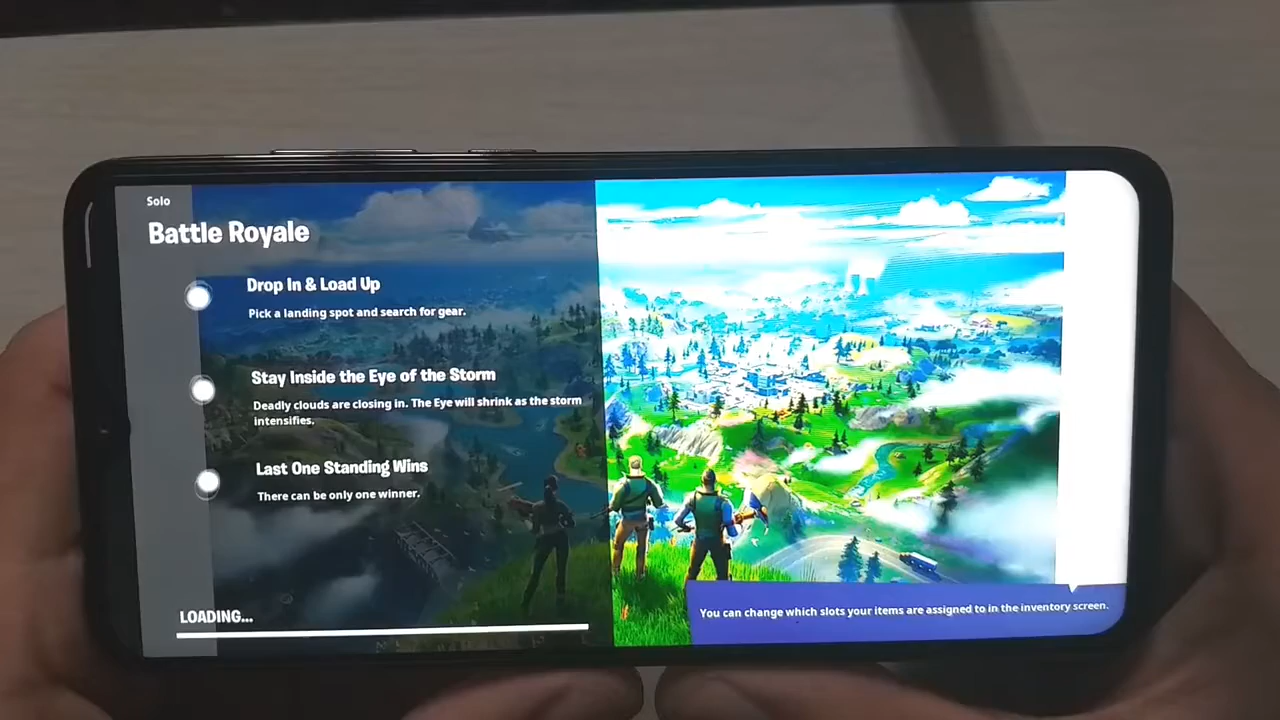 Solo
Battle Royale
Drop In & Load Up
Pick a landing spot and search for gear.
Stay Inside the Eye of the Storm
Deadly clouds are closing in. The Eye will shrink as the storm
intensifies.
Last One Standing Wins
There can be only one winner.
LOADING...
You can change which slots your items are assigned to in the inventory screen.